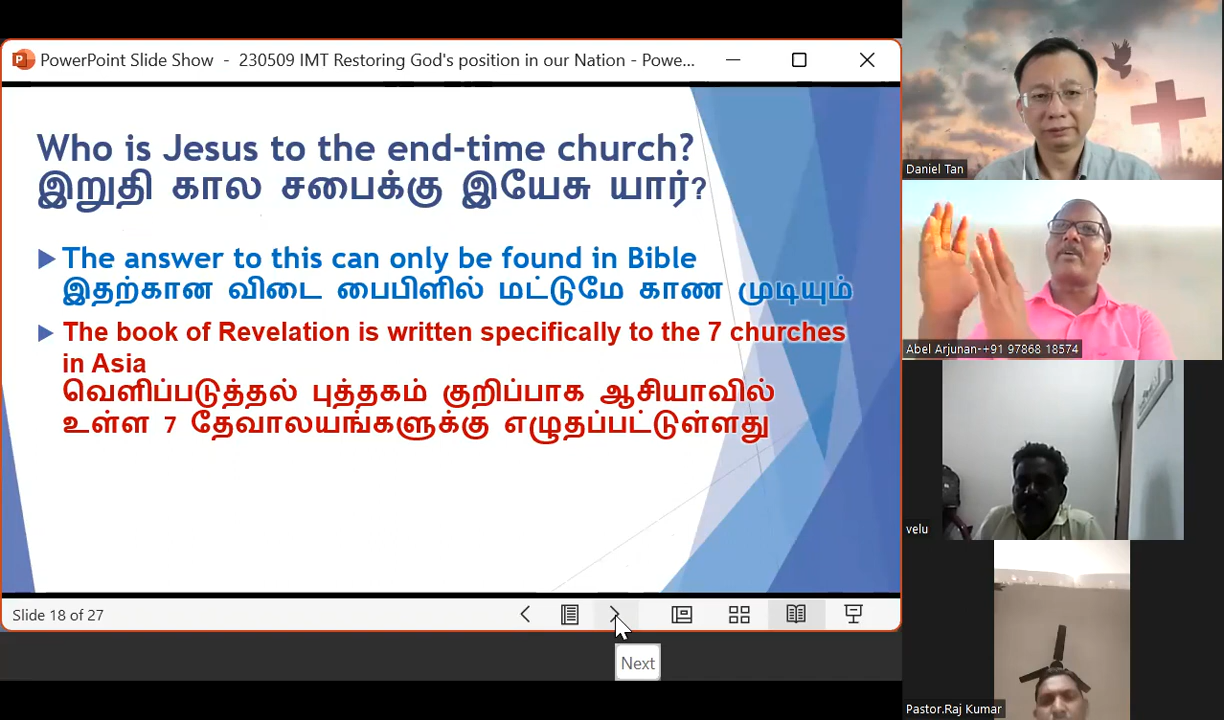 PowerPoint Slide Show - 230509 IMT Restoring God's position in our Nation - Powe...
Who is Jesus to the end-time church?
இறுதி கால சபைக்கு இயேசு யார்?
The answer to this can only be found in Bible
இதற்கான விடை பைபிளில் மட்டுமே காண முடியும்
The book of Revelation is written specifically to the 7 churches
in Asia
வெளிப்படுத்தல் புத்தகம் குறிப்பாக ஆசியாவில்
உள்ள 7 தேவாலயங்களுக்கு எழுதப்பட்டுள்ளது
Slide 18 of 27
Next
Daniel Tan
Abel Arjunan-+91 97868 18574
velu
Pastor.Raj Kumar